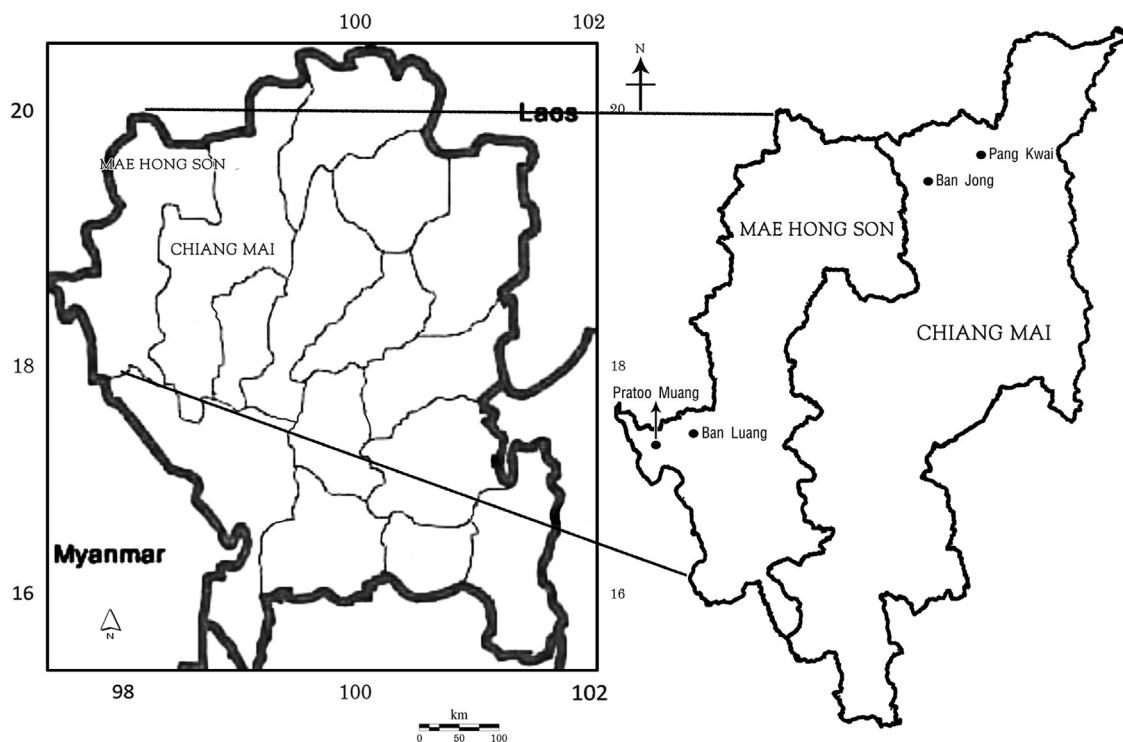 100
102
20
Laos
MAE HONG SON
CHIANG MAI
18
Myanmar
16
N
98
100
102
km
0 50 100
N
20
Pang Kwai
Ban Jong
MAE HONG SON
CHIANG MAI
18
Pratoo Muang
Ban Luang
16